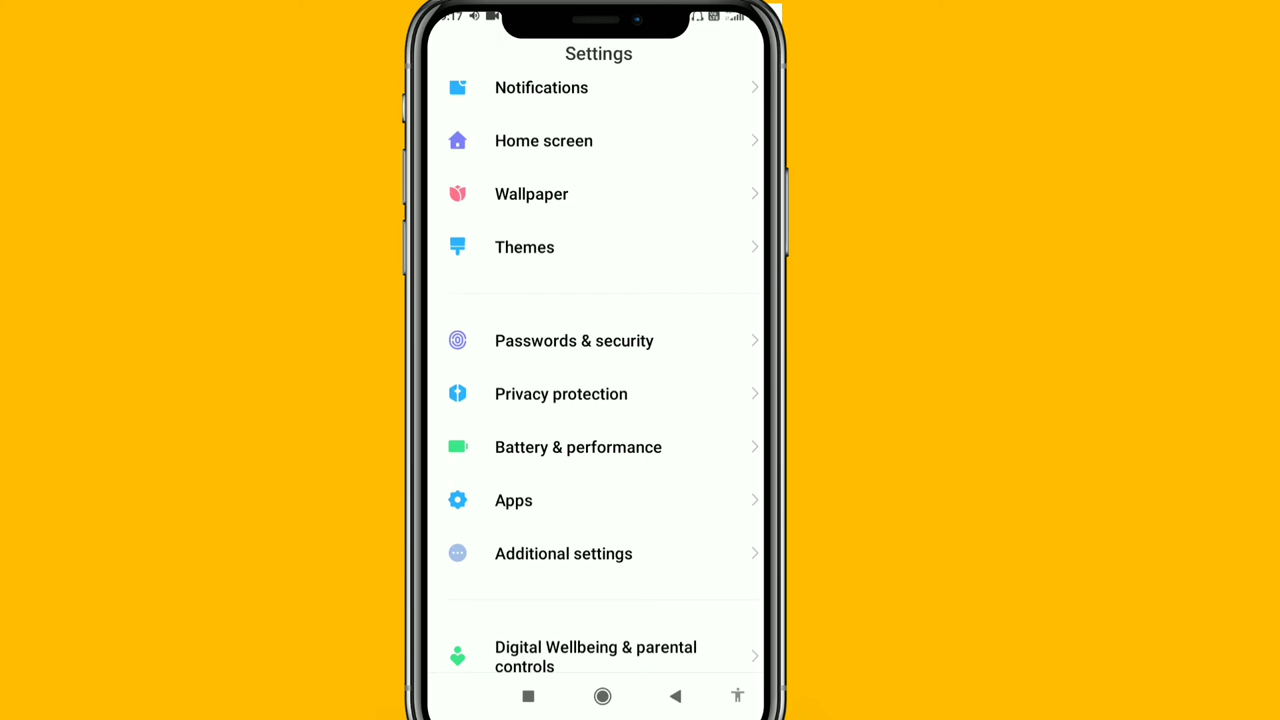 Settings
Notifications
Home screen
Wallpaper
Themes
Passwords & security
Privacy protection
Battery & performance
Apps
Additional settings
Digital Wellbeing & parental
controls